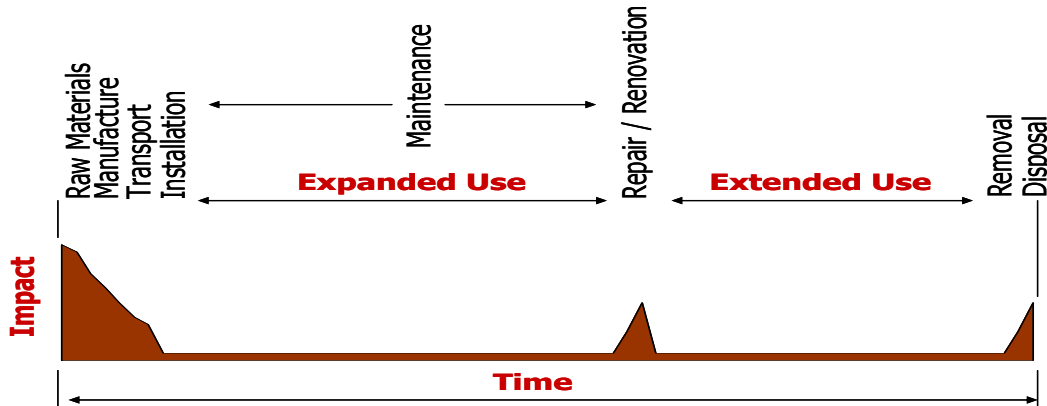 Raw Materials
Manufacture
Transport
Installation
Maintenance
Repair / Renovation
Removal
Disposal
Expanded Use
Extended Use
Impact
Time